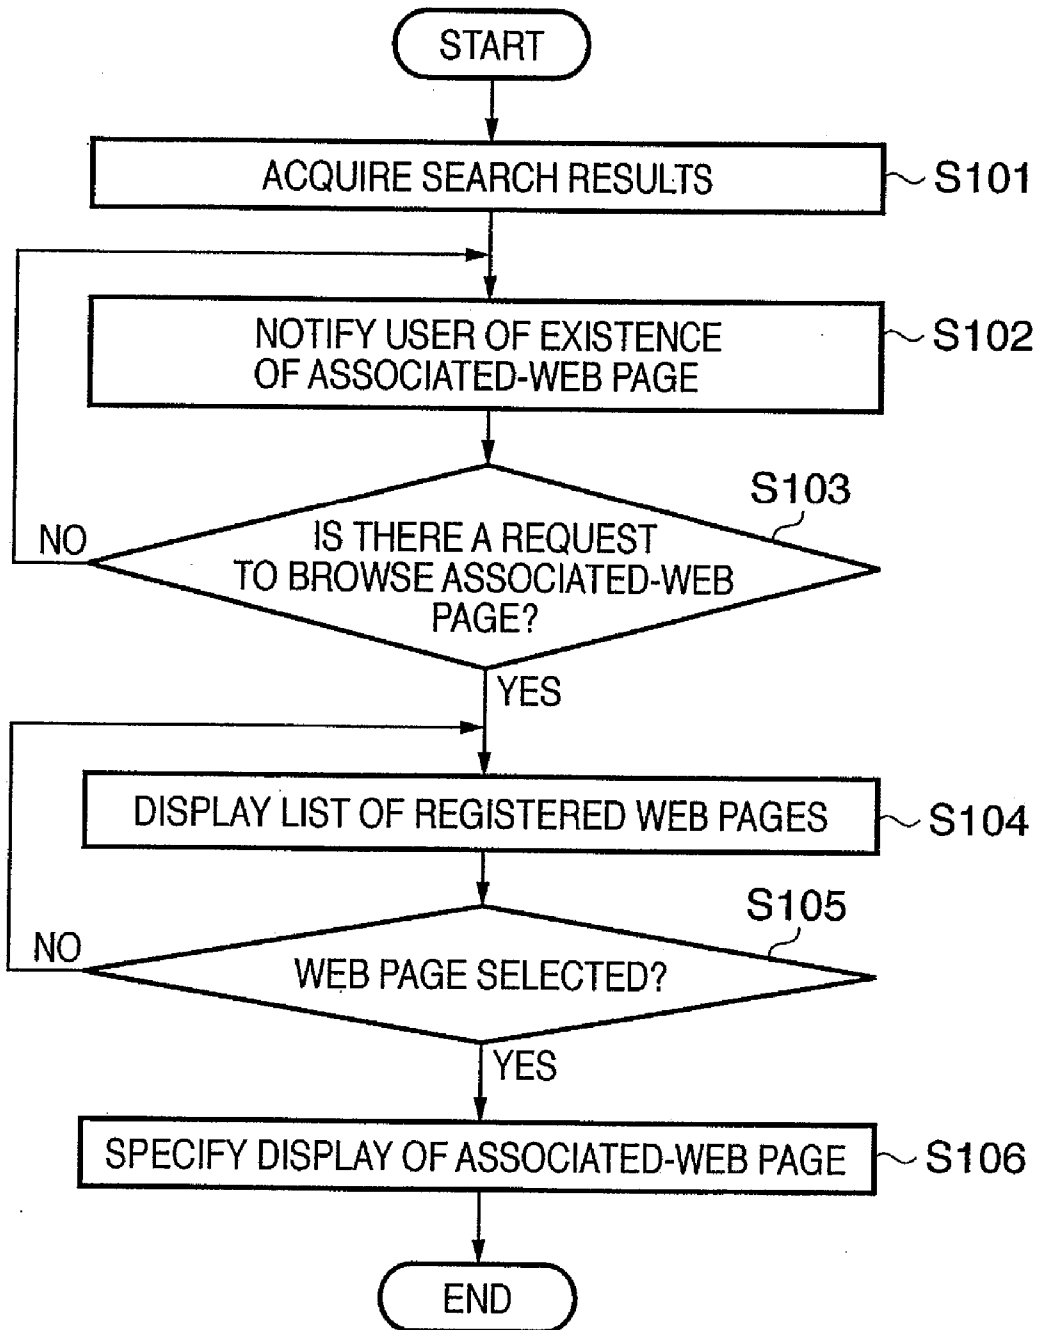 START
ACQUIRE SEARCH RESULTS
S101
NOTIFY USER OF EXISTENCE
OF ASSOCIATED-WEB PAGE
S102
S103
IS THERE A REQUEST
TO BROWSE ASSOCIATED-WEB
PAGE?
NO
YES
DISPLAY LIST OF REGISTERED WEB PAGES
S104
S105
WEB PAGE SELECTED?
NO
YES
SPECIFY DISPLAY OF ASSOCIATED-WEB PAGE
S106
END